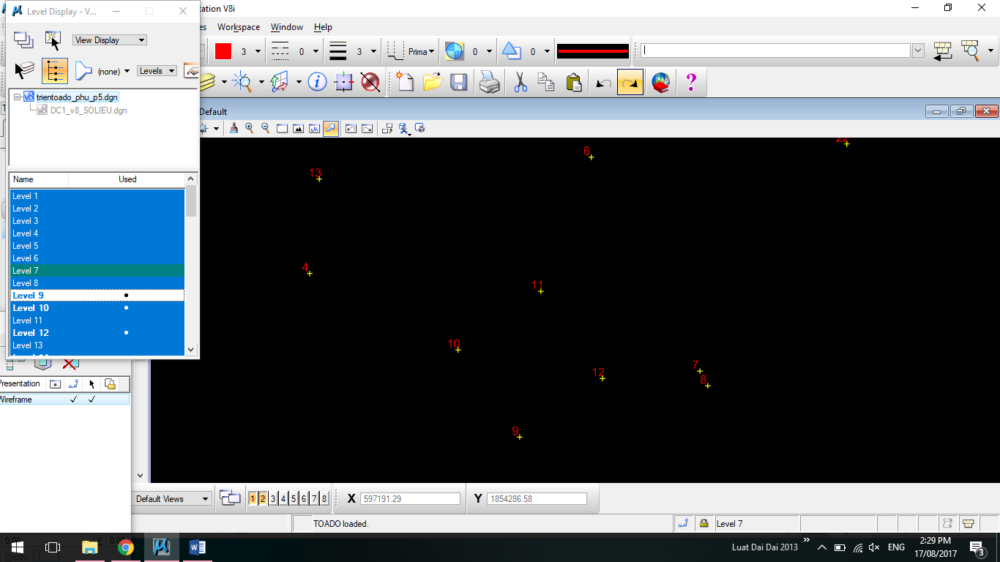 Level Display - V...
tation V8i
es Workspace Window Help
View Display
3 0 3 Prima 0 0
(none) Levels
trientoado_phu_p5.dgn
DC1_v8_SOLIEU.dgn
Default
Name Used
Level 1
Level 2
Level 3
Level 4
Level 5
Level 6
Level 7
Level 8
Level 9
Level 10
Level 11
Level 12
Level 13
22
6
13
4
11
10
7
12
8
9
Presentation
Wireframe
Default Views 1 2 3 4 5 6 7 8 X 597191.29 Y 1854286.58
TOADO loaded. Level 7
Luat Dai Dai 2013 ENG 2:29 PM
17/08/2017 3